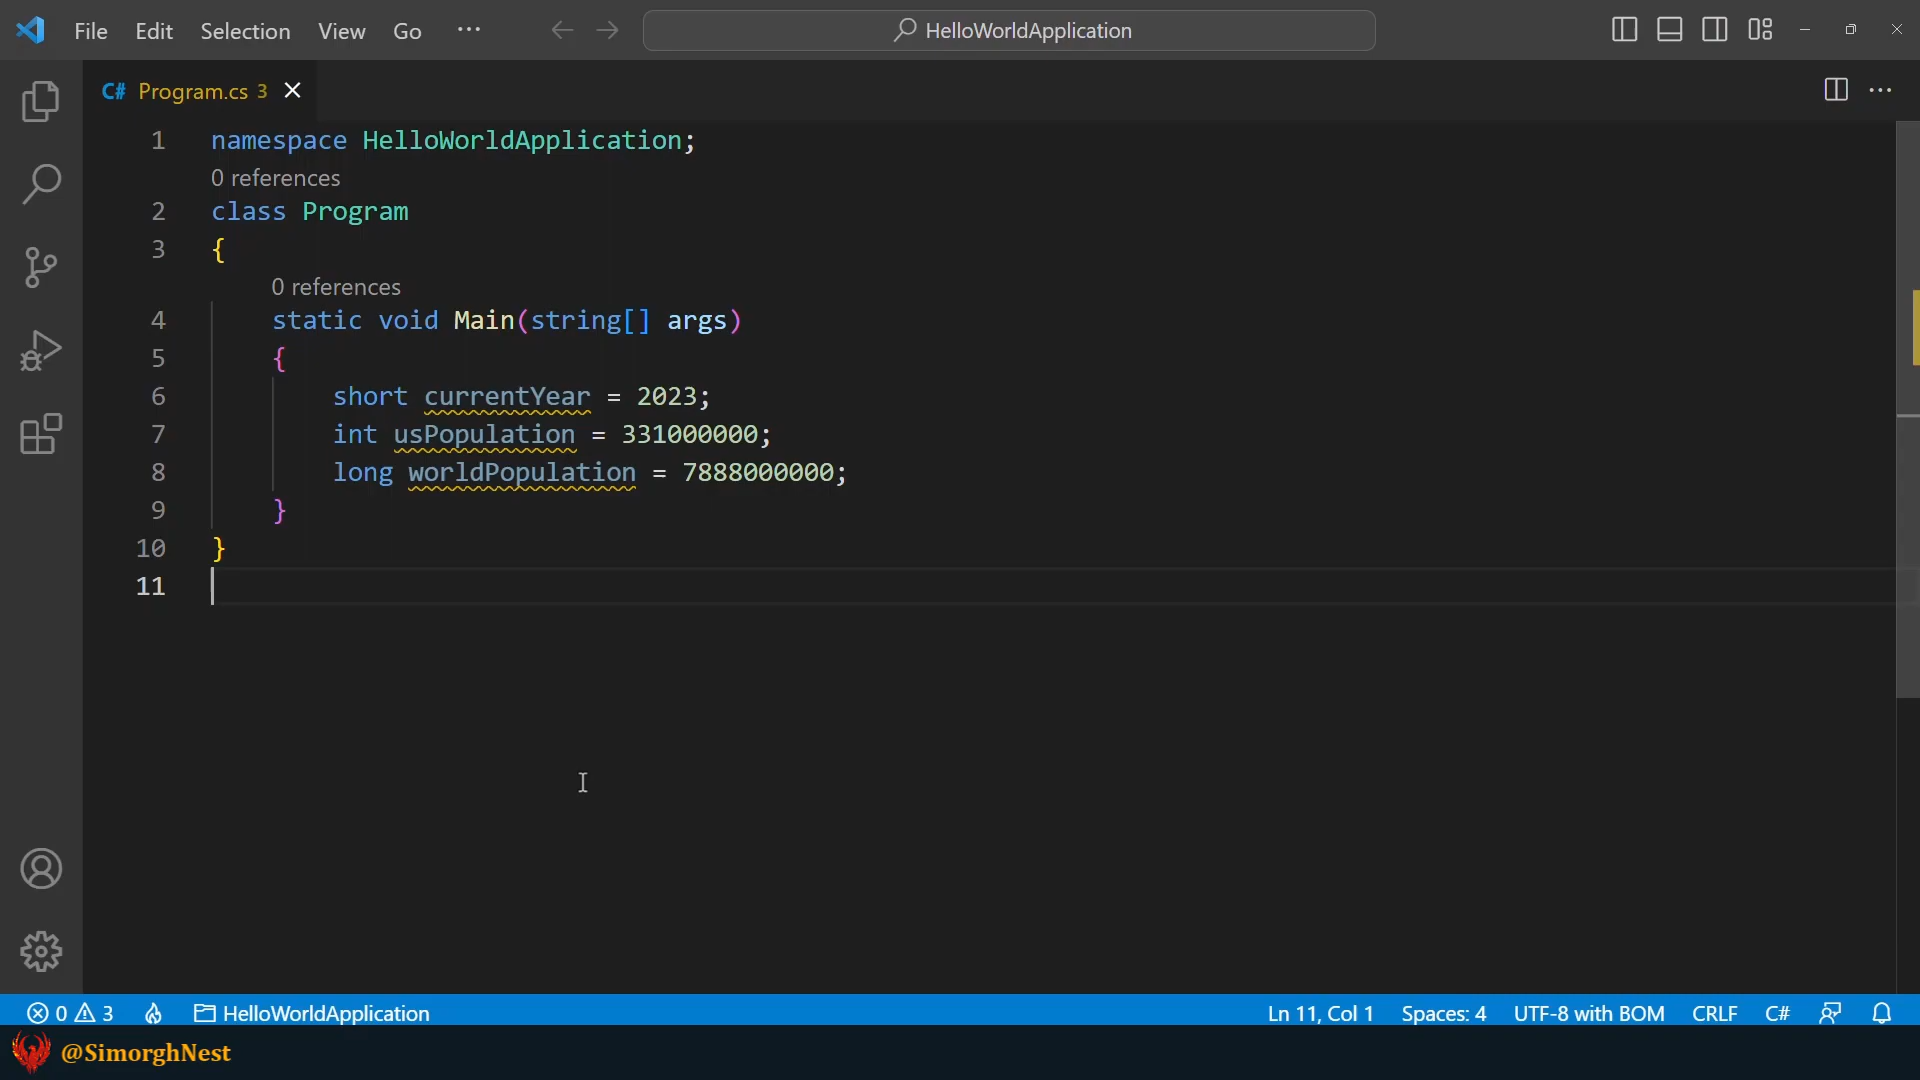 File Edit Selection View Go ··· HelloWorldApplication
C# Program.cs 3
1 namespace HelloWorldApplication;
0 references
2 class Program
3 {
0 references
4 static void Main(string[] args)
5 {
6 short currentYear = 2023;
7 int usPopulation = 331000000;
8 long worldPopulation = 7888000000;
9 }
10 }
11
0 3 HelloWorldApplication Ln 11, Col 1 Spaces: 4 UTF-8 with BOM CRLF C#
@SimorghNest